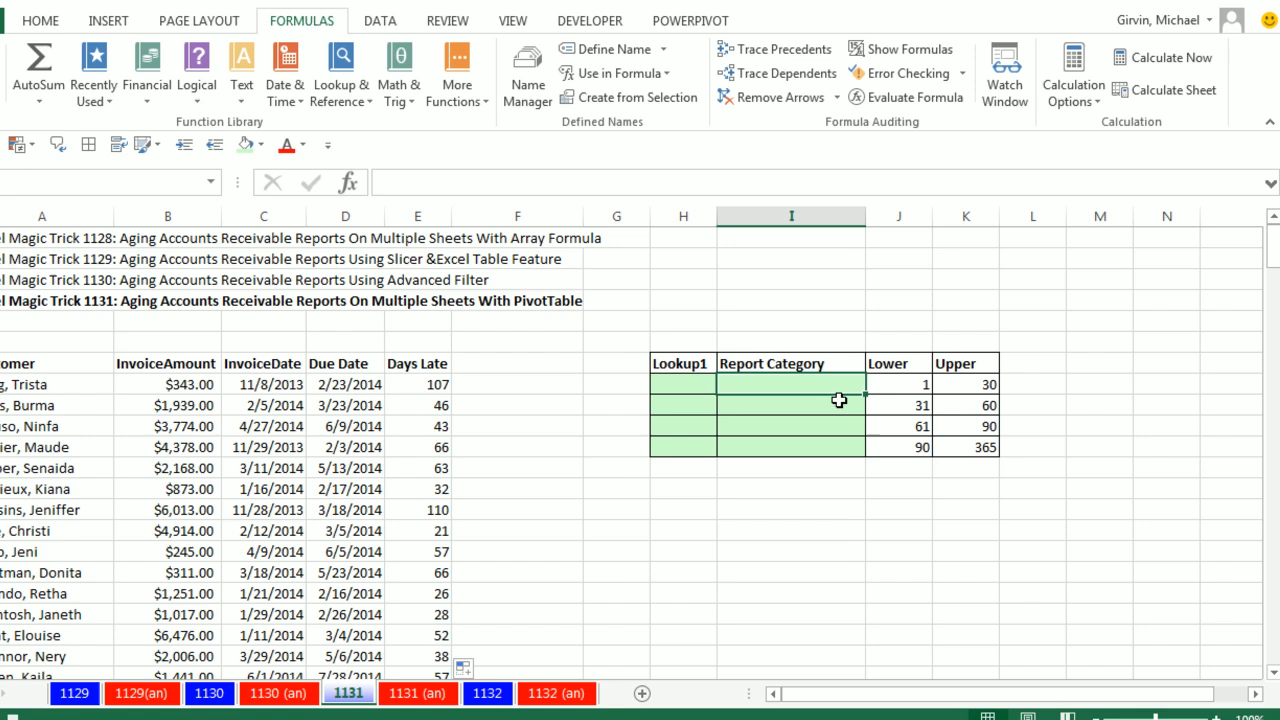 HOME INSERT PAGE LAYOUT FORMULAS DATA REVIEW VIEW DEVELOPER POWERPIVOT Girvin, Michael
AutoSum Recently Used Financial Logical Text Date & Time Lookup & Reference Math & Trig More Functions
Function Library
Name Manager
Define Name
Use in Formula
Create from Selection
Defined Names
Trace Precedents Show Formulas
Trace Dependents Error Checking
Remove Arrows Evaluate Formula
Formula Auditing
Watch Window
Calculation Options
Calculate Now
Calculate Sheet
Calculation
fx
A B C D E F G H I J K L M N
el Magic Trick 1128: Aging Accounts Receivable Reports On Multiple Sheets With Array Formula
el Magic Trick 1129: Aging Accounts Receivable Reports Using Slicer &Excel Table Feature
el Magic Trick 1130: Aging Accounts Receivable Reports Using Advanced Filter
el Magic Trick 1131: Aging Accounts Receivable Reports On Multiple Sheets With PivotTable
omer InvoiceAmount InvoiceDate Due Date Days Late Lookup1 Report Category Lower Upper
g, Trista $343.00 11/8/2013 2/23/2014 107 1 30
s, Burma $1,939.00 2/5/2014 3/23/2014 46 31 60
uso, Ninfa $3,774.00 4/27/2014 6/9/2014 43 61 90
ier, Maude $4,378.00 11/29/2013 2/3/2014 66 90 365
per, Senaida $2,168.00 3/11/2014 5/13/2014 63
ieux, Kiana $873.00 1/16/2014 2/17/2014 32
sins, Jeniffer $6,013.00 11/28/2013 3/18/2014 110
e, Christi $4,914.00 2/12/2014 3/5/2014 21
o, Jeni $245.00 4/9/2014 6/5/2014 57
tman, Donita $311.00 3/18/2014 5/23/2014 66
ndo, Retha $1,251.00 1/21/2014 2/16/2014 26
ntosh, Janeth $1,017.00 1/29/2014 2/26/2014 28
nt, Elouise $6,476.00 1/11/2014 3/4/2014 52
nnor, Nery $2,006.00 3/29/2014 5/6/2014 38
en, Kaila $1,441.00 6/1/2014 7/28/2014 57
1129 1129(an) 1130 1130 (an) 1131 1131 (an) 1132 1132 (an)
100%